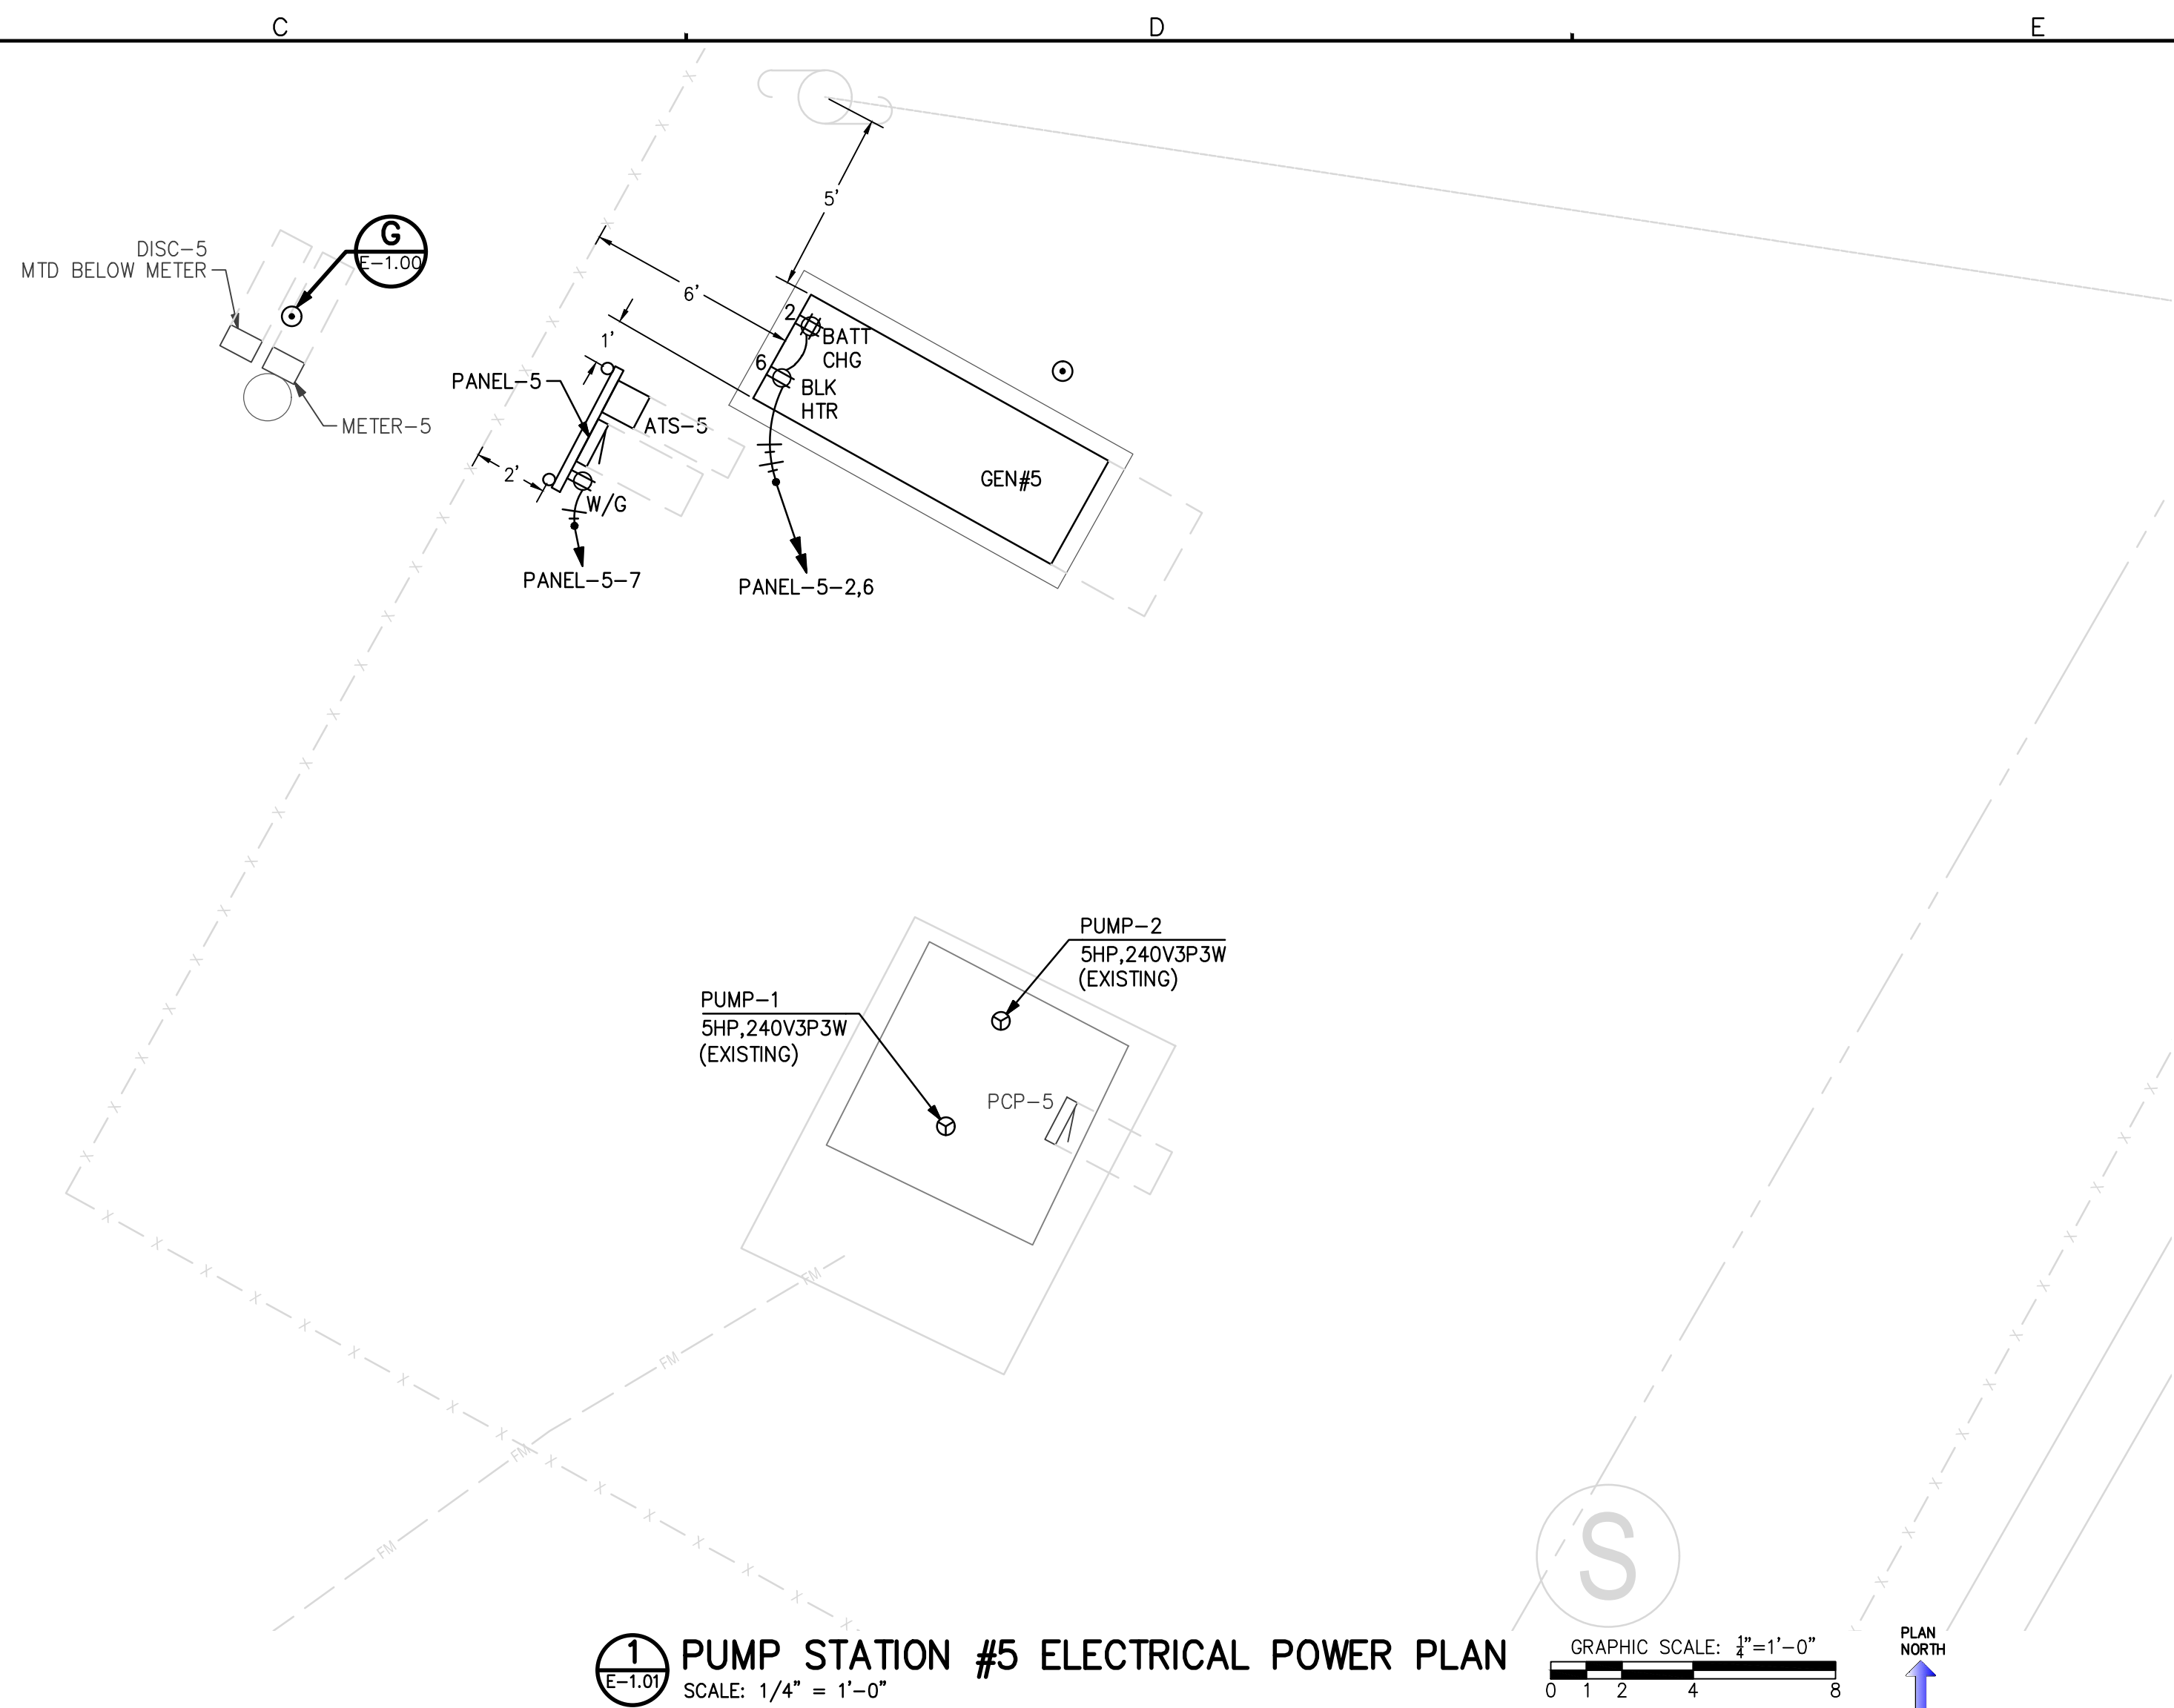 C
D
E
5'
G
E-1.00
DISC-5
MTD BELOW METER
6'
2
BATT
CHG
1'
6
BLK
HTR
PANEL-5
METER-5
ATS-5
2'
GEN#5
W/G
PANEL-5-7
PANEL-5-2,6
PUMP-2
5HP,240V3P3W
(EXISTING)
PUMP-1
5HP,240V3P3W
(EXISTING)
PCP-5
FM
FM
FM
FM
S
1
E-1.01
PUMP STATION #5 ELECTRICAL POWER PLAN
SCALE: 1/4" = 1'-0"
GRAPHIC SCALE: 1/4"=1'-0"
0 1 2 4 8
PLAN
NORTH